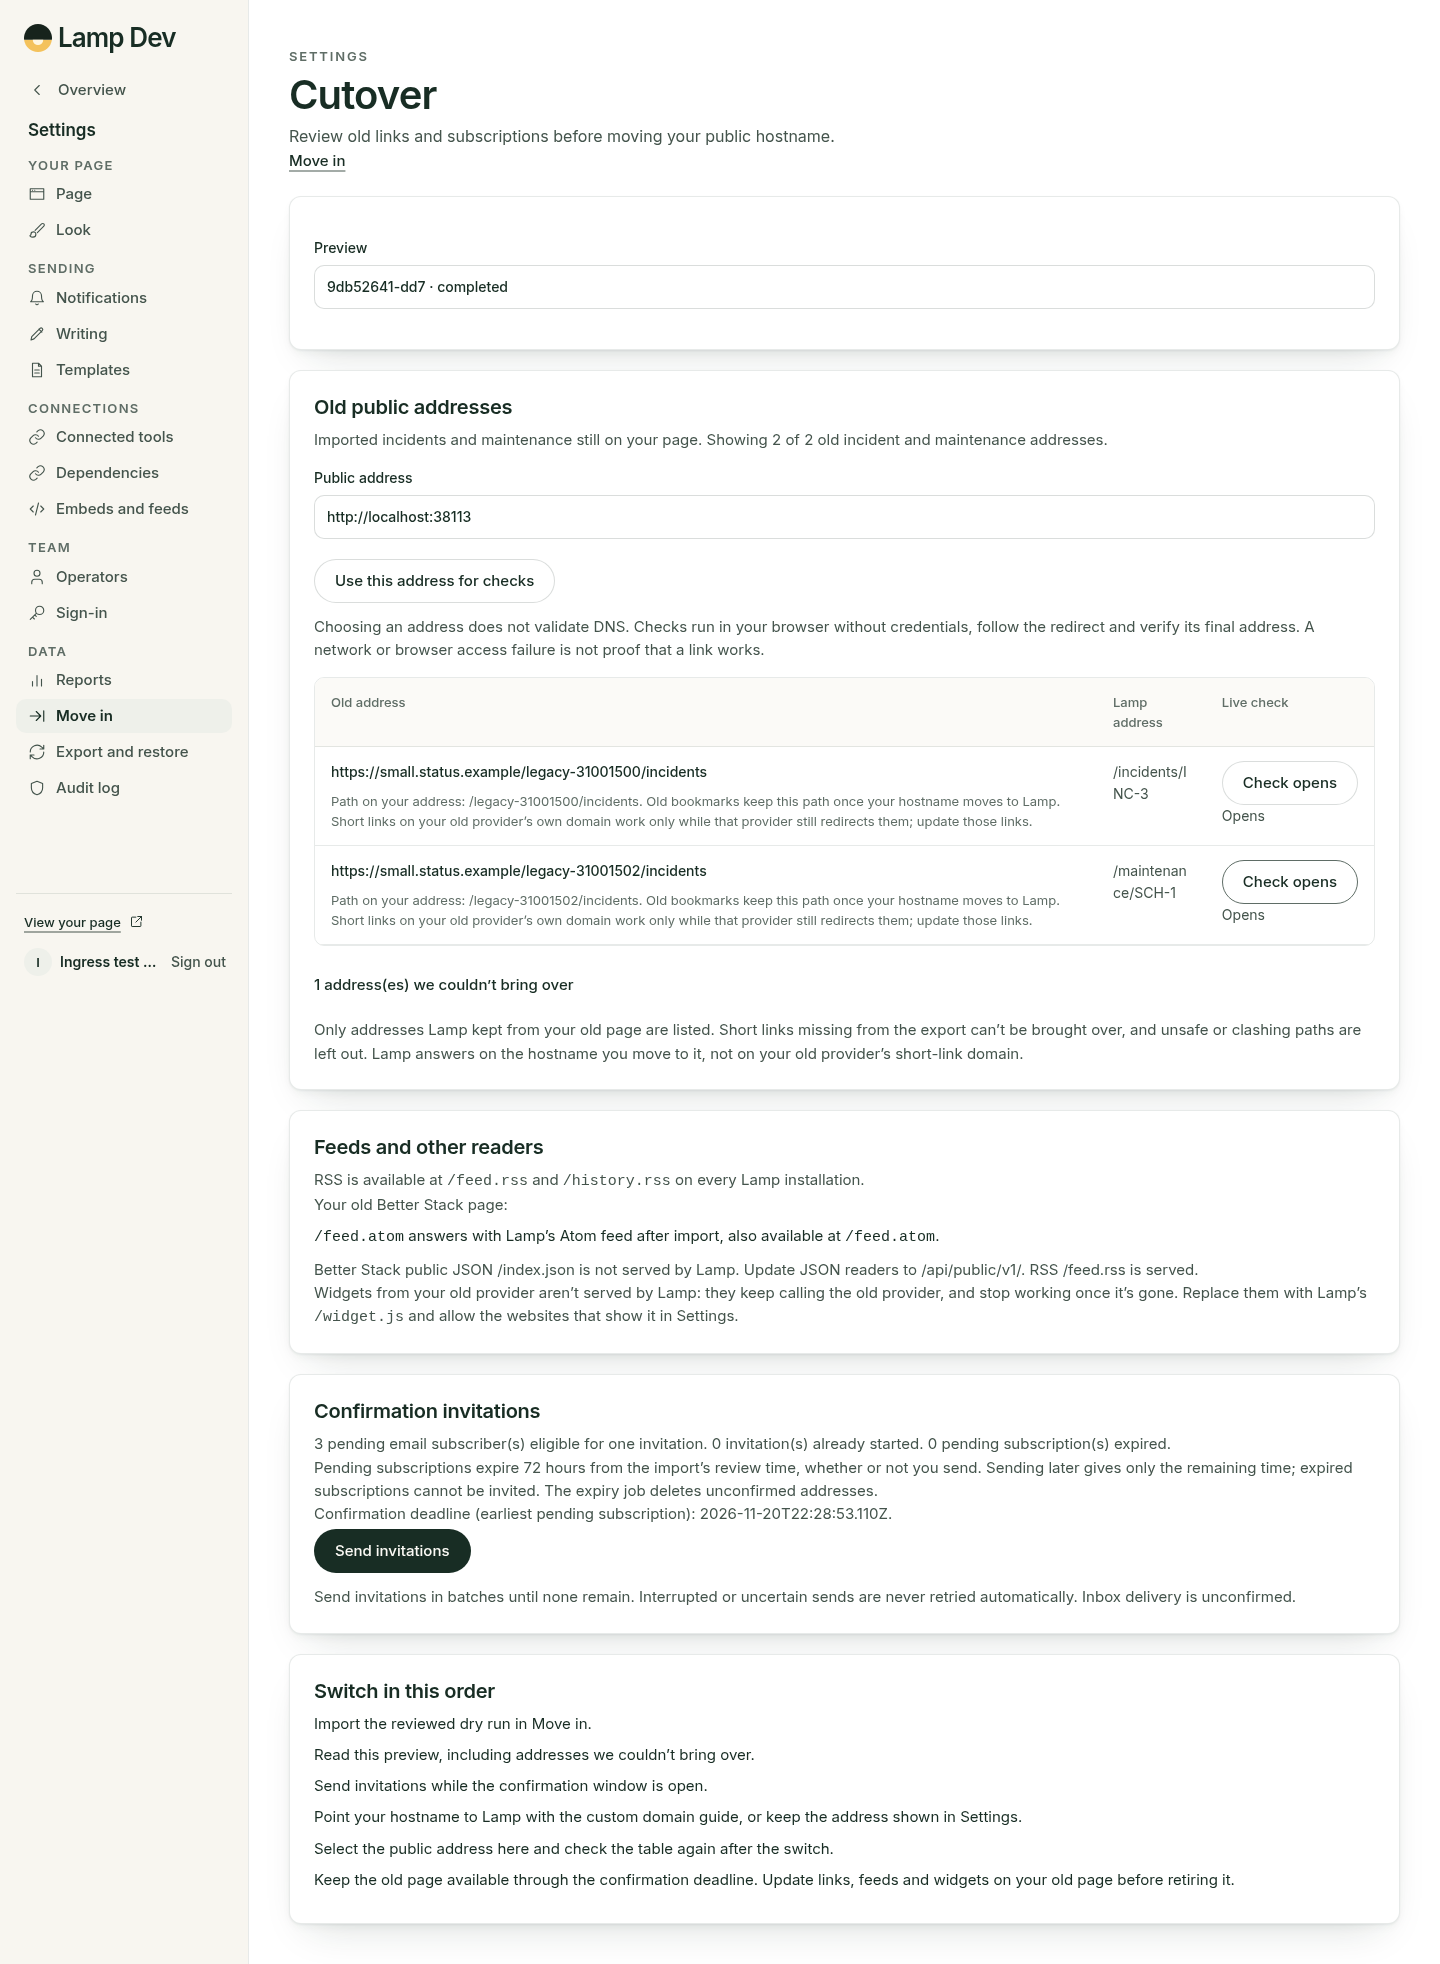 Lamp Dev
Overview
Settings
YOUR PAGE
Page
Look
SENDING
Notifications
Writing
Templates
CONNECTIONS
Connected tools
Dependencies
Embeds and feeds
TEAM
Operators
Sign-in
DATA
Reports
Move in
Export and restore
Audit log
View your page
I
Ingress test ...
Sign out
SETTINGS
Cutover
Review old links and subscriptions before moving your public hostname.
Move in
Preview
9db52641-dd7 · completed
Old public addresses
Imported incidents and maintenance still on your page. Showing 2 of 2 old incident and maintenance addresses.
Public address
http://localhost:38113
Use this address for checks
Choosing an address does not validate DNS. Checks run in your browser without credentials, follow the redirect and verify its final address. A
network or browser access failure is not proof that a link works.
Old address
Lamp
address
Live check
https://small.status.example/legacy-31001500/incidents
Path on your address: /legacy-31001500/incidents. Old bookmarks keep this path once your hostname moves to Lamp.
Short links on your old provider’s own domain work only while that provider still redirects them; update those links.
/incidents/I
NC-3
Check opens
Opens
https://small.status.example/legacy-31001502/incidents
Path on your address: /legacy-31001502/incidents. Old bookmarks keep this path once your hostname moves to Lamp.
Short links on your old provider’s own domain work only while that provider still redirects them; update those links.
/maintenan
ce/SCH-1
Check opens
Opens
1 address(es) we couldn’t bring over
Only addresses Lamp kept from your old page are listed. Short links missing from the export can’t be brought over, and unsafe or clashing paths are
left out. Lamp answers on the hostname you move to it, not on your old provider’s short-link domain.
Feeds and other readers
RSS is available at /feed.rss and /history.rss on every Lamp installation.
Your old Better Stack page:
/feed.atom answers with Lamp’s Atom feed after import, also available at /feed.atom.
Better Stack public JSON /index.json is not served by Lamp. Update JSON readers to /api/public/v1/. RSS /feed.rss is served.
Widgets from your old provider aren’t served by Lamp: they keep calling the old provider, and stop working once it’s gone. Replace them with Lamp’s
/widget.js and allow the websites that show it in Settings.
Confirmation invitations
3 pending email subscriber(s) eligible for one invitation. 0 invitation(s) already started. 0 pending subscription(s) expired.
Pending subscriptions expire 72 hours from the import’s review time, whether or not you send. Sending later gives only the remaining time; expired
subscriptions cannot be invited. The expiry job deletes unconfirmed addresses.
Confirmation deadline (earliest pending subscription): 2026-11-20T22:28:53.110Z.
Send invitations
Send invitations in batches until none remain. Interrupted or uncertain sends are never retried automatically. Inbox delivery is unconfirmed.
Switch in this order
Import the reviewed dry run in Move in.
Read this preview, including addresses we couldn’t bring over.
Send invitations while the confirmation window is open.
Point your hostname to Lamp with the custom domain guide, or keep the address shown in Settings.
Select the public address here and check the table again after the switch.
Keep the old page available through the confirmation deadline. Update links, feeds and widgets on your old page before retiring it.